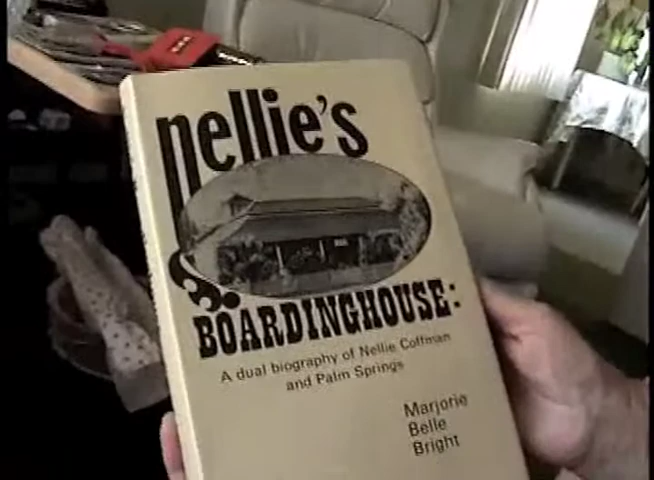 nellie's
BOARDINGHOUSE:
A dual biography of Nellie Coffman
and Palm Springs
Marjorie
Belle
Bright